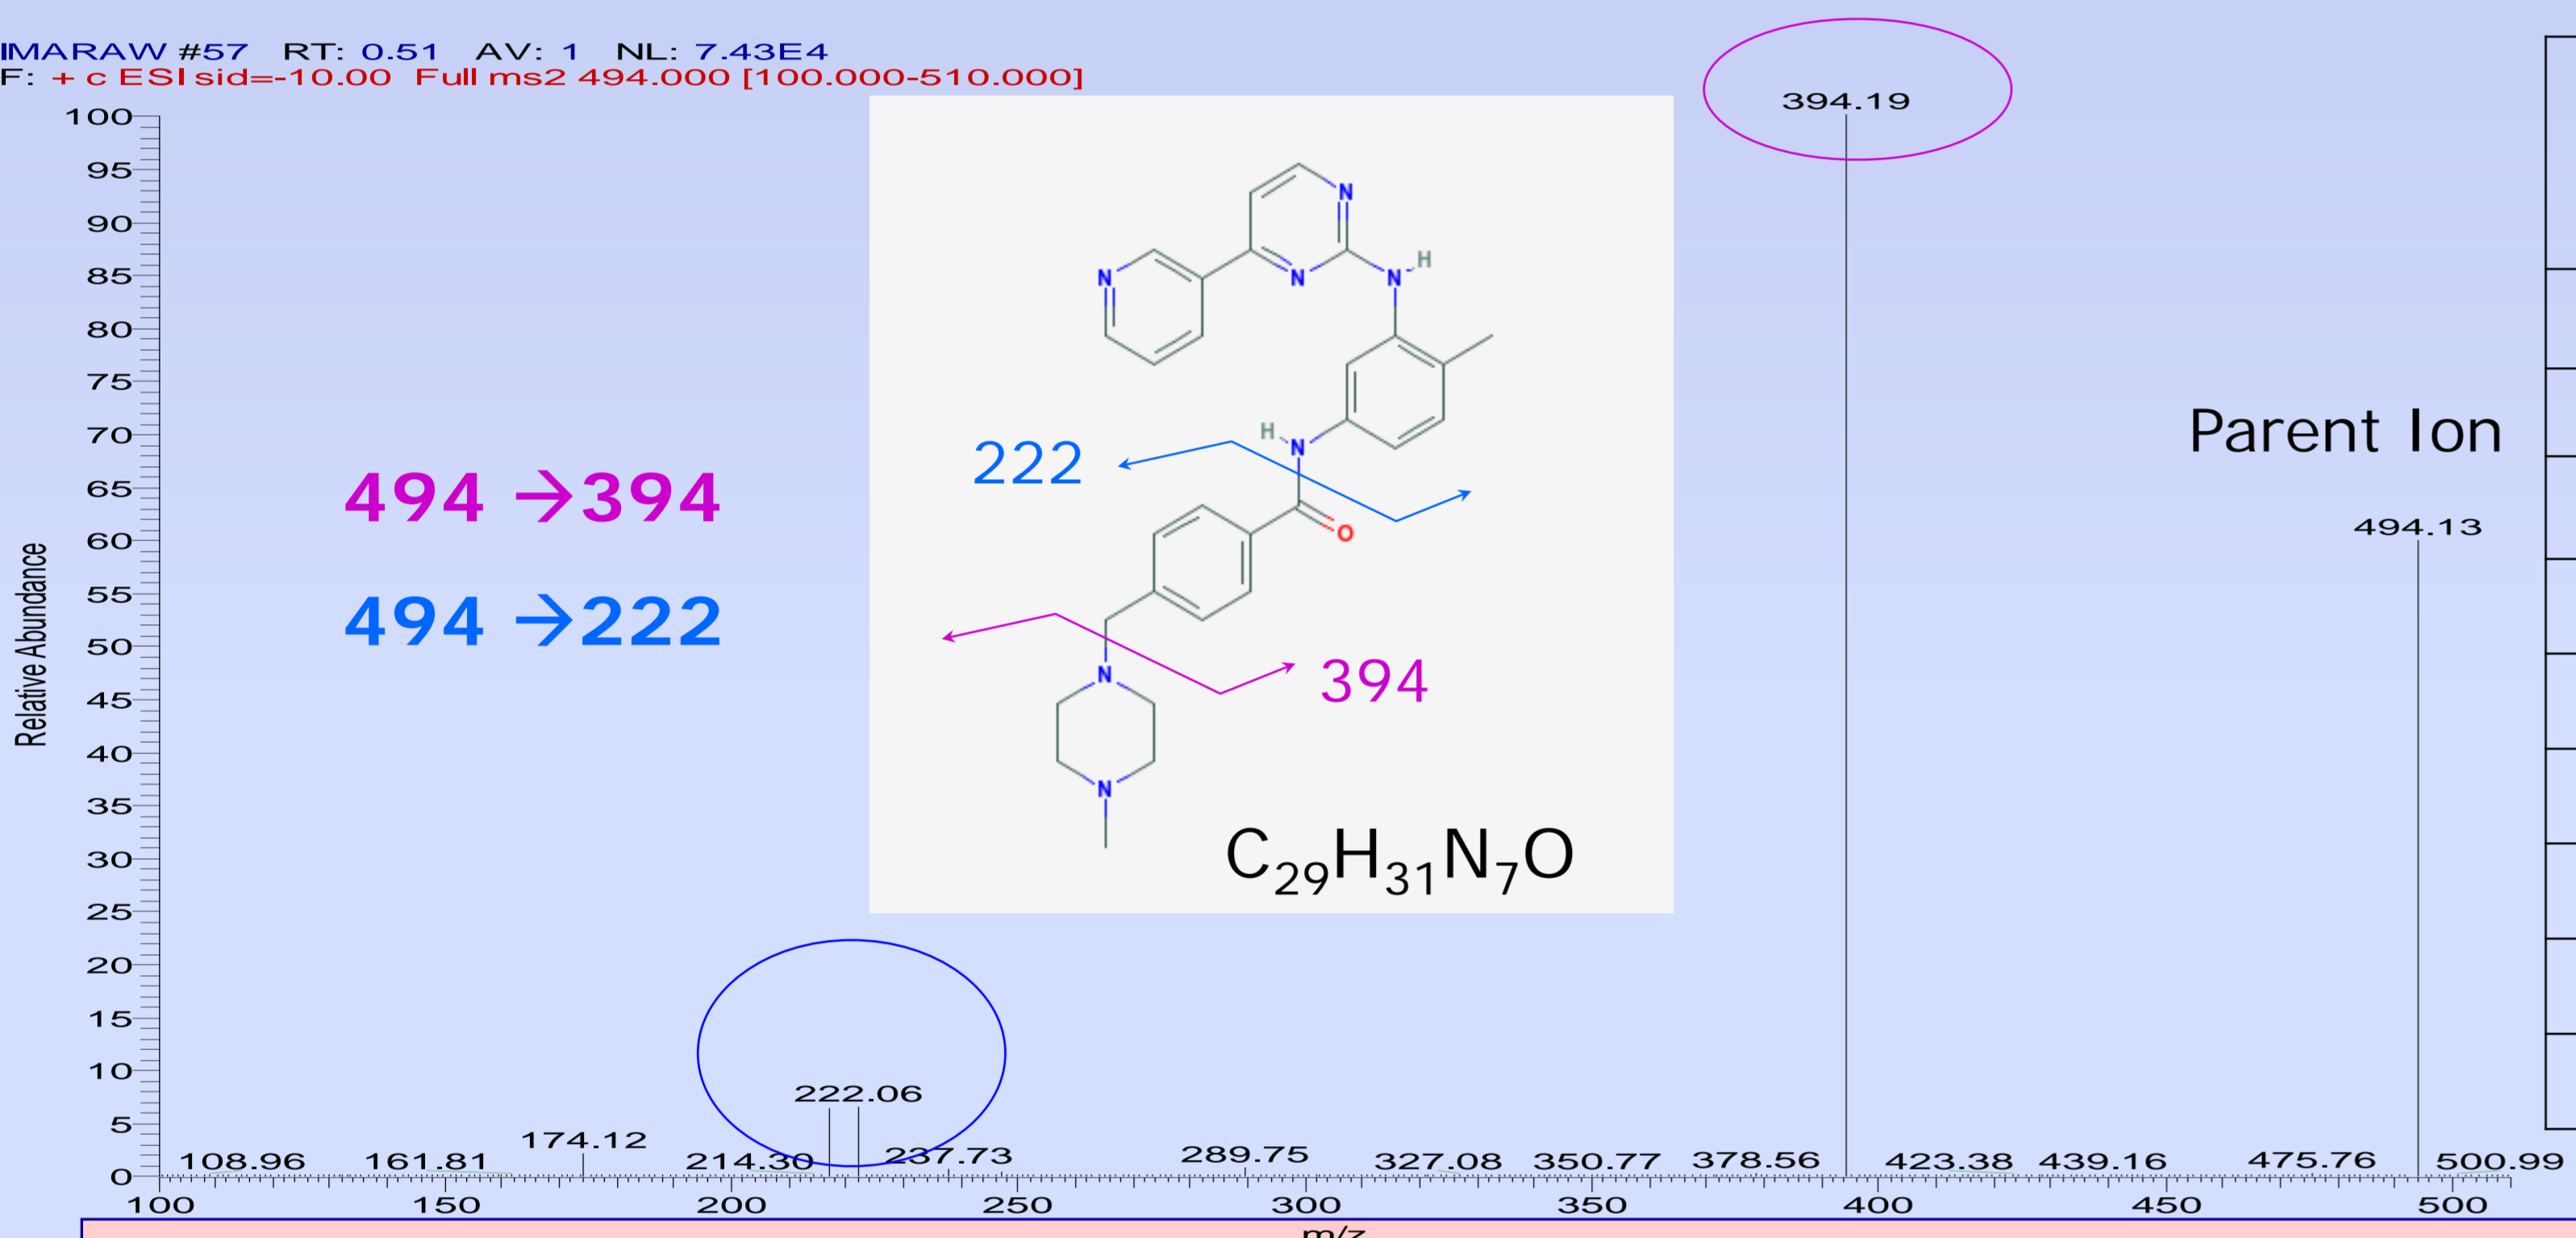 IMARAW #57 RT: 0.51 AV: 1 NL: 7.43E4
F: + c ESI sid=-10.00 Full ms2 494.000 [100.000-510.000]
394.19
100
95
90
85
80
75
70
65
60
55
50
45
40
35
30
25
20
15
10
5
0
Relative Abundance
494 →394
494 →222
N
N
N
N
H
H
N
O
N
N
222
394
C29H31N7O
Parent Ion
494.13
222.06
174.12
108.96
161.81
214.30
237.73
289.75
327.08
350.77
378.56
423.38
439.16
475.76
500.99
100 150 200 250 300 350 400 450 500
m/z